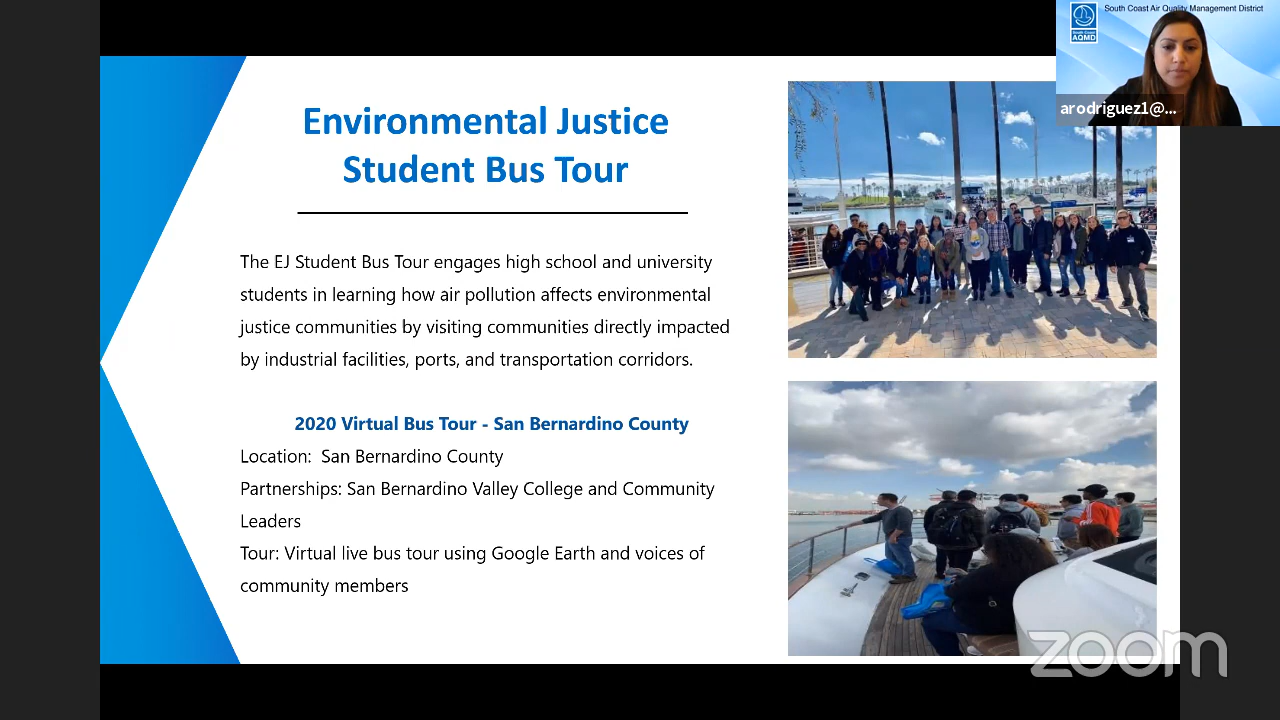 South Coast Air Quality Management District
South Coast
AQMD
arodriguez1@...
Environmental Justice
Student Bus Tour
The EJ Student Bus Tour engages high school and university
students in learning how air pollution affects environmental
justice communities by visiting communities directly impacted
by industrial facilities, ports, and transportation corridors.
2020 Virtual Bus Tour - San Bernardino County
Location:  San Bernardino County
Partnerships: San Bernardino Valley College and Community
Leaders
Tour: Virtual live bus tour using Google Earth and voices of
community members
zoom